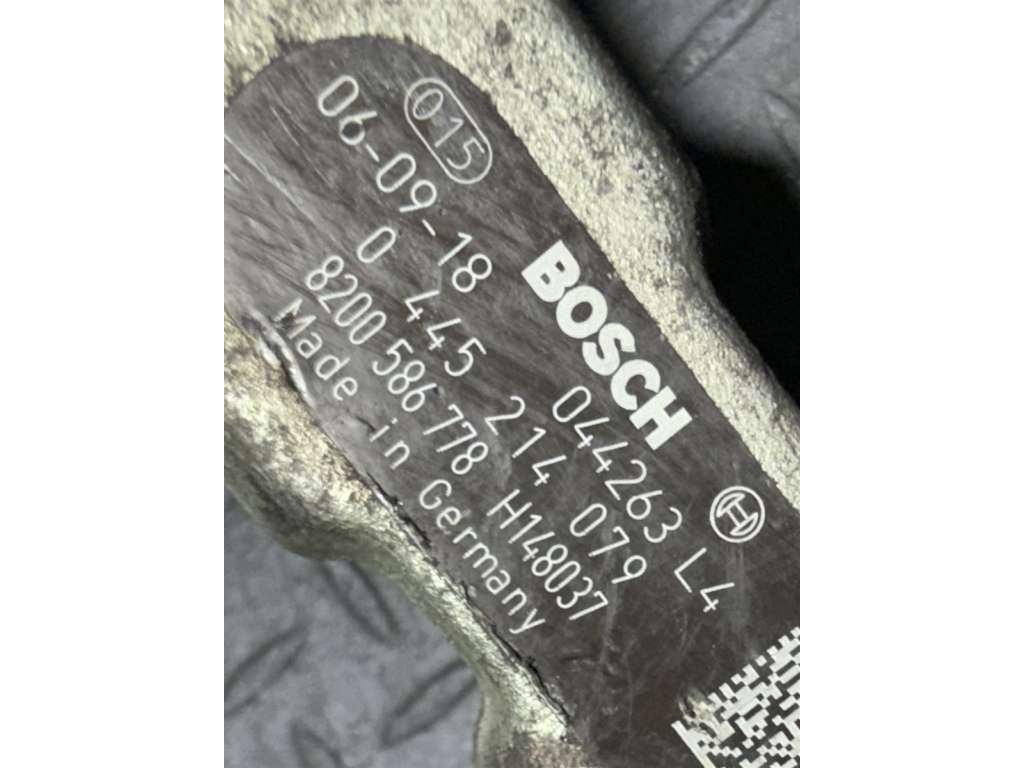 015
BOSCH
06-09-18 044263 L4
0 445 214 079
8200 586 778 H148037
Made in Germany